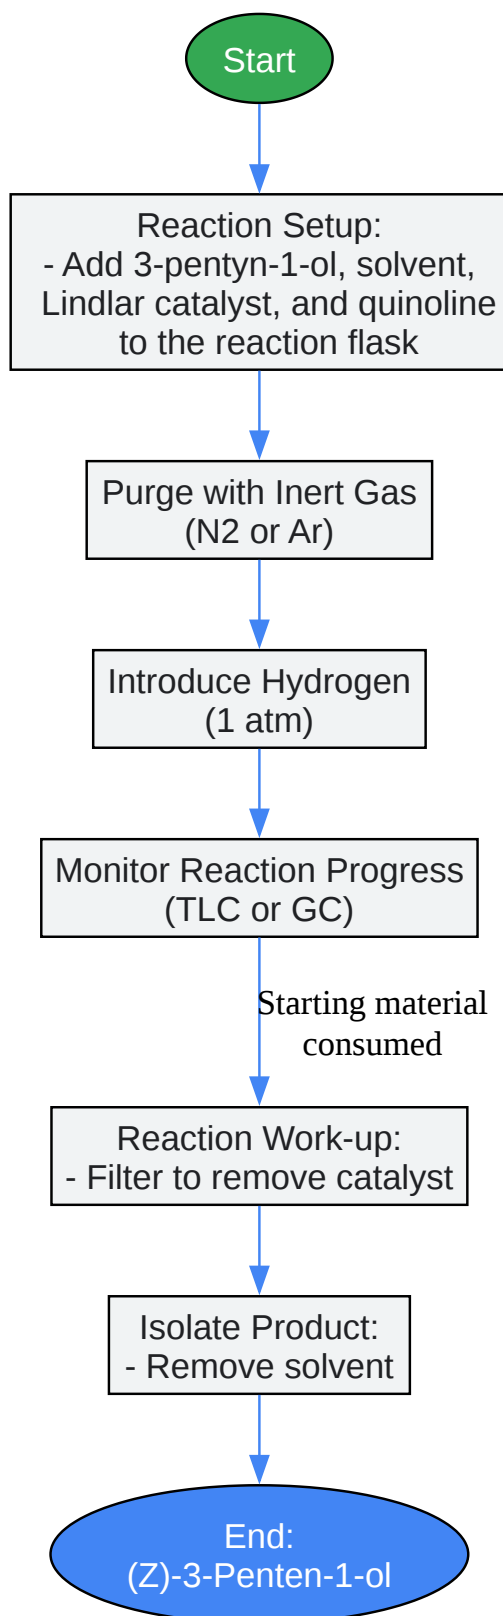 Start
Reaction Setup:
- Add 3-pentyn-1-ol, solvent,
Lindlar catalyst, and quinoline
to the reaction flask
Purge with Inert Gas
(N2 or Ar)
Introduce Hydrogen
(1 atm)
Monitor Reaction Progress
(TLC or GC)
Starting material
consumed
Reaction Work-up:
- Filter to remove catalyst
Isolate Product:
- Remove solvent
End:
(Z)-3-Penten-1-ol